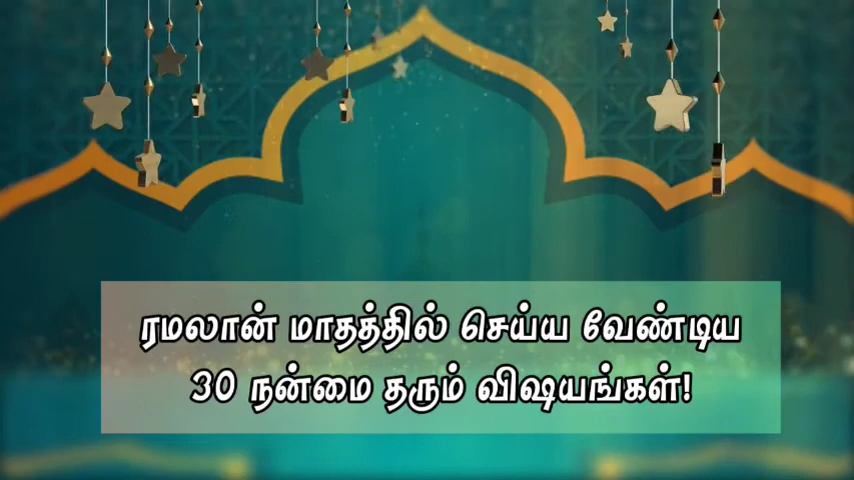 ரமலான் மாதத்தில் செய்ய வேண்டிய
30 நன்மை தரும் விஷயங்கள்!